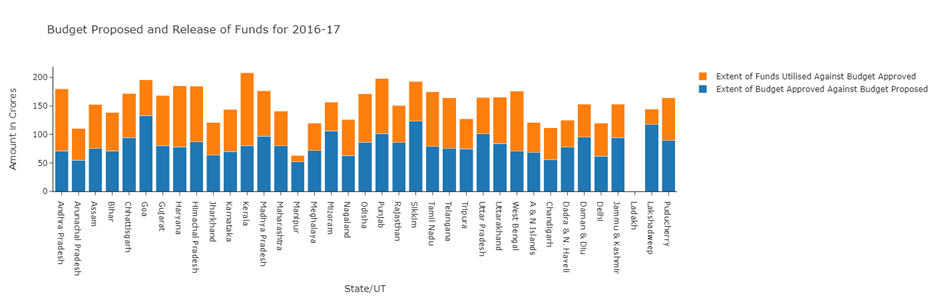 Budget Proposed and Release of Funds for 2016-17
Extent of Funds Utilised Against Budget Approved
Extent of Budget Approved Against Budget Proposed
Amount in Crores
200
150
100
50
0
Andhra Pradesh
Arunachal Pradesh
Assam
Bihar
Chhattisgarh
Goa
Gujarat
Haryana
Himachal Pradesh
Jharkhand
Karnataka
Kerala
Madhya Pradesh
Maharashtra
Manipur
Meghalaya
Mizoram
Nagaland
Odisha
Punjab
Rajasthan
Sikkim
Tamil Nadu
Telangana
Tripura
Uttar Pradesh
Uttarakhand
West Bengal
A & N Islands
Chandigarh
Dadra & N. Haveli
Daman & Diu
Delhi
Jammu & Kashmir
Ladakh
Lakshadweep
Puducherry
State/UT